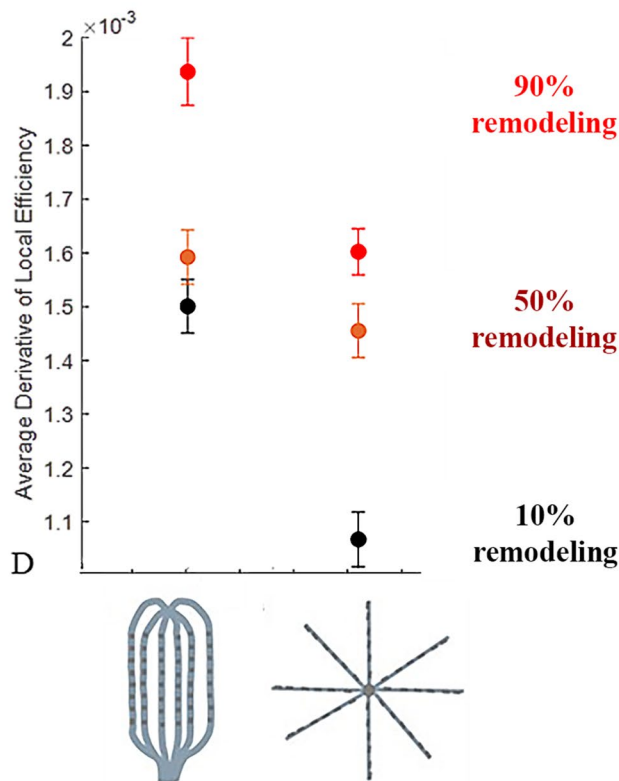 ×10⁻³
2
1.9
1.8
1.7
1.6
1.5
1.4
1.3
1.2
1.1
Average Derivative of Local Efficiency
90%
remodeling
50%
remodeling
10%
remodeling
D